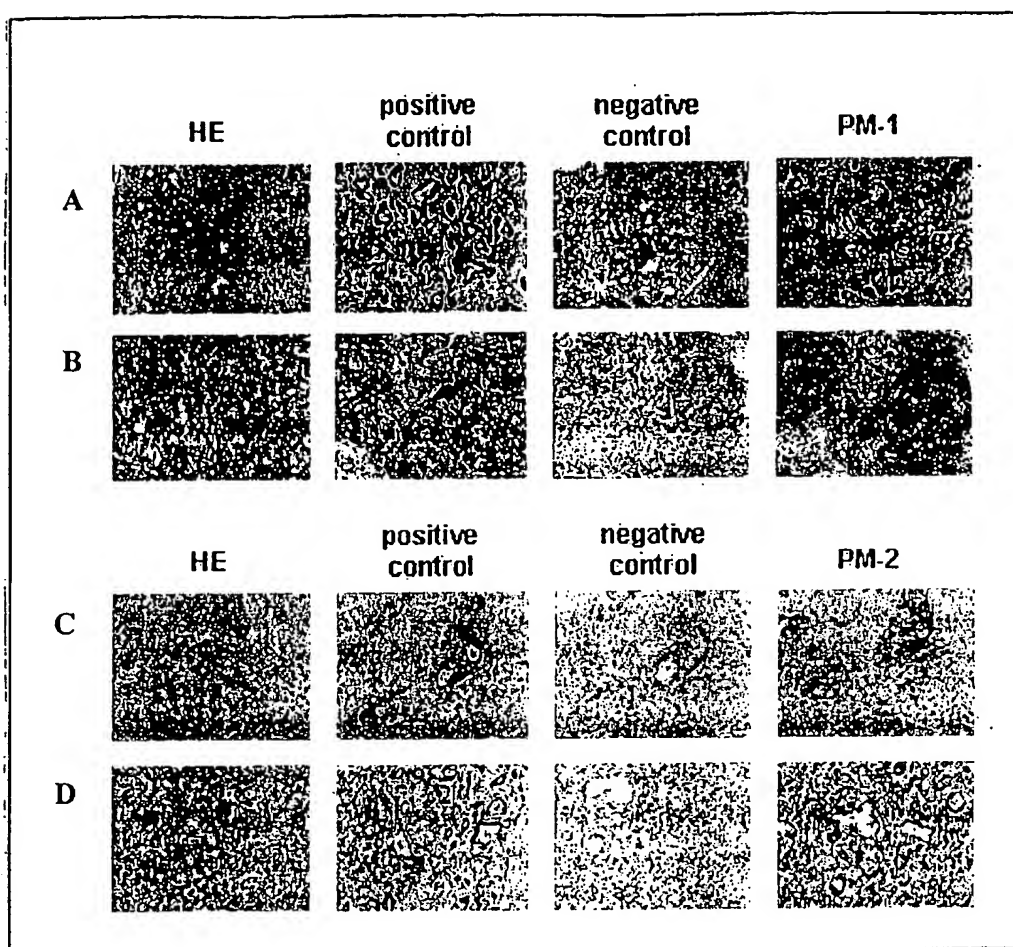 HE positive control negative control PM-1
A
B
HE positive control negative control PM-2
C
D